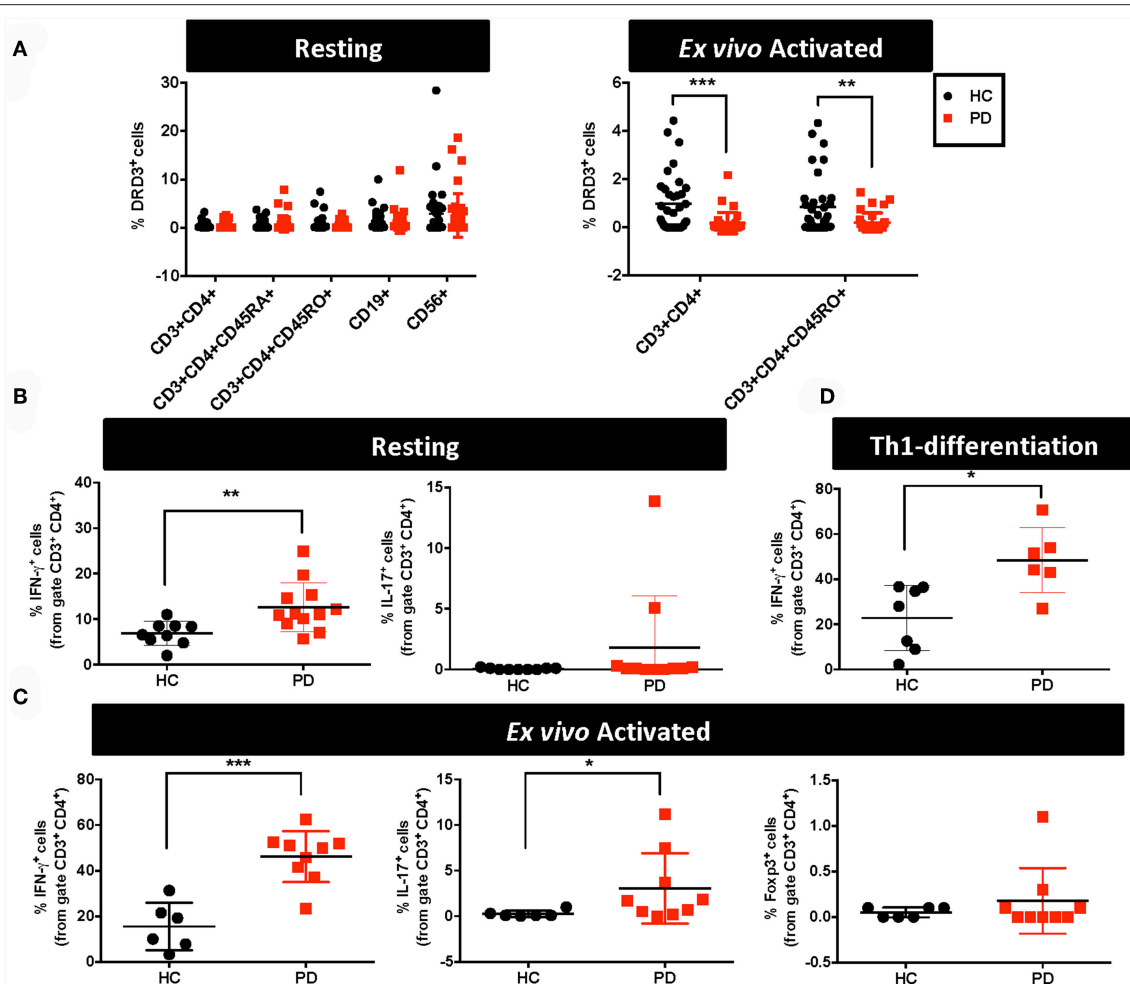 A
Resting
Ex vivo Activated
HC
PD
% DRD3+ cells
30
20
10
0
-10
CD3+CD4+
CD3+CD4+CD45RA+
CD3+CD4+CD45RO+
CD19+
CD56+
% DRD3+ cells
6
4
2
0
-2
***
**
CD3+CD4+
CD3+CD4+CD45RO+
B
Resting
% IFN-γ+ cells
(from gate CD3+ CD4+)
40
30
20
10
0
**
HC
PD
% IL-17+ cells
(from gate CD3+ CD4+)
15
10
5
0
HC
PD
D
Th1-differentiation
% IFN-γ+ cells
(from gate CD3+ CD4+)
80
60
40
20
0
*
HC
PD
C
Ex vivo Activated
% IFN-γ+ cells
(from gate CD3+ CD4+)
80
60
40
20
0
***
HC
PD
% IL-17+ cells
(from gate CD3+ CD4+)
15
10
5
0
-5
*
HC
PD
% Foxp3+ cells
(from gate CD3+ CD4+)
1.5
1.0
0.5
0.0
-0.5
HC
PD